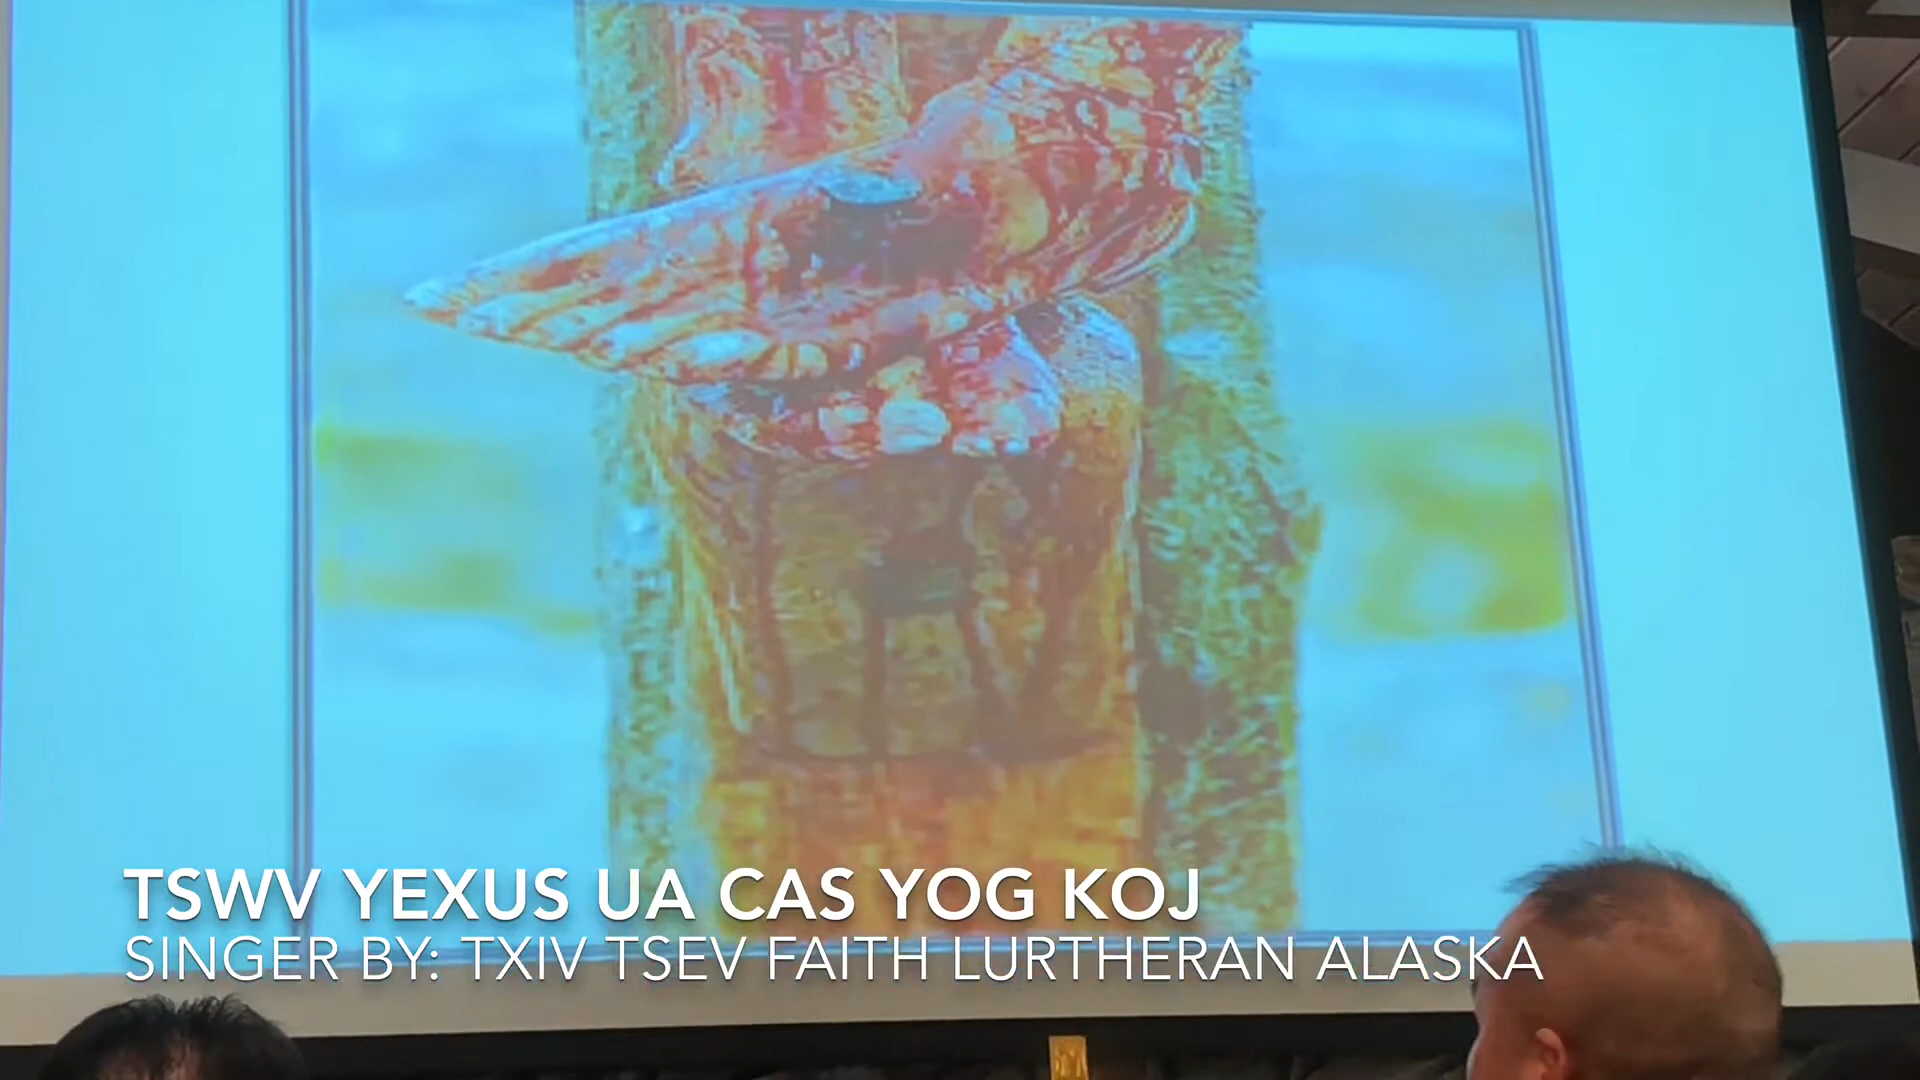 TSWV YEXUS UA CAS YOG KOJ
SINGER BY: TXIV TSEV FAITH LURTHERAN ALASKA